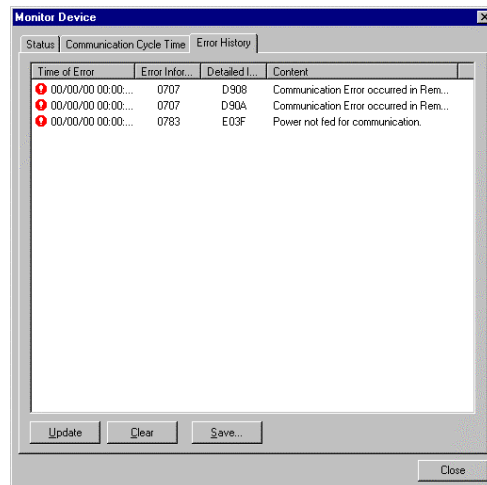 Monitor Device
Status Communication Cycle Time Error History
Time of Error Error Infor... Detailed I... Content
00/00/00 00:00:... 0707 D908 Communication Error occurred in Rem...
00/00/00 00:00:... 0707 D90A Communication Error occurred in Rem...
00/00/00 00:00:... 0783 E03F Power not fed for communication.
Update Clear Save...
Close